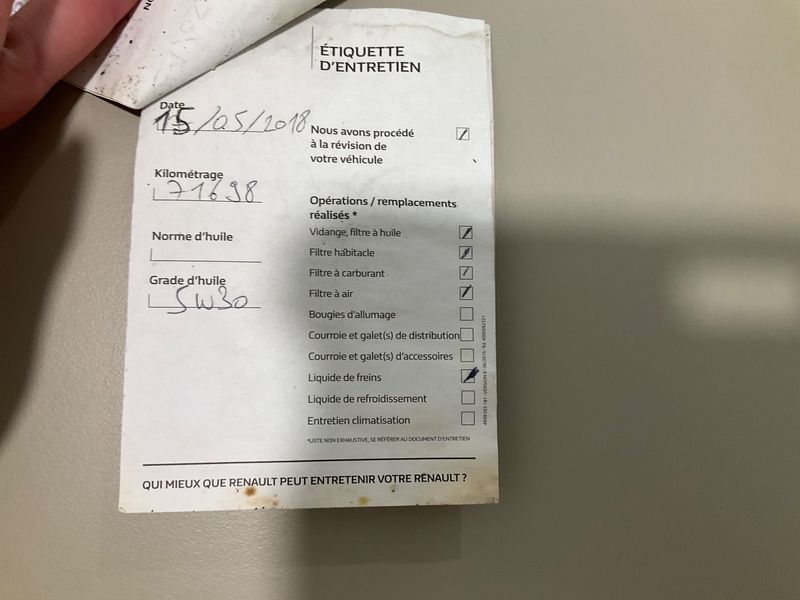 ÉTIQUETTE
D'ENTRETIEN
Date
15/05/2018
Nous avons procédé
à la révision de
votre véhicule
Kilométrage
71698
Opérations / remplacements
réalisés *
Vidange, filtre à huile
Norme d'huile
Filtre habitacle
Grade d'huile
Filtre à carburant
5W30
Filtre à air
Bougies d'allumage
Courroie et galet(s) de distribution
Courroie et galet(s) d'accessoires
Liquide de freins
Liquide de refroidissement
Entretien climatisation
*LISTE NON EXHAUSTIVE, SE RÉFÉRER AU DOCUMENT D'ENTRETIEN
QUI MIEUX QUE RENAULT PEUT ENTRETENIR VOTRE RENAULT ?